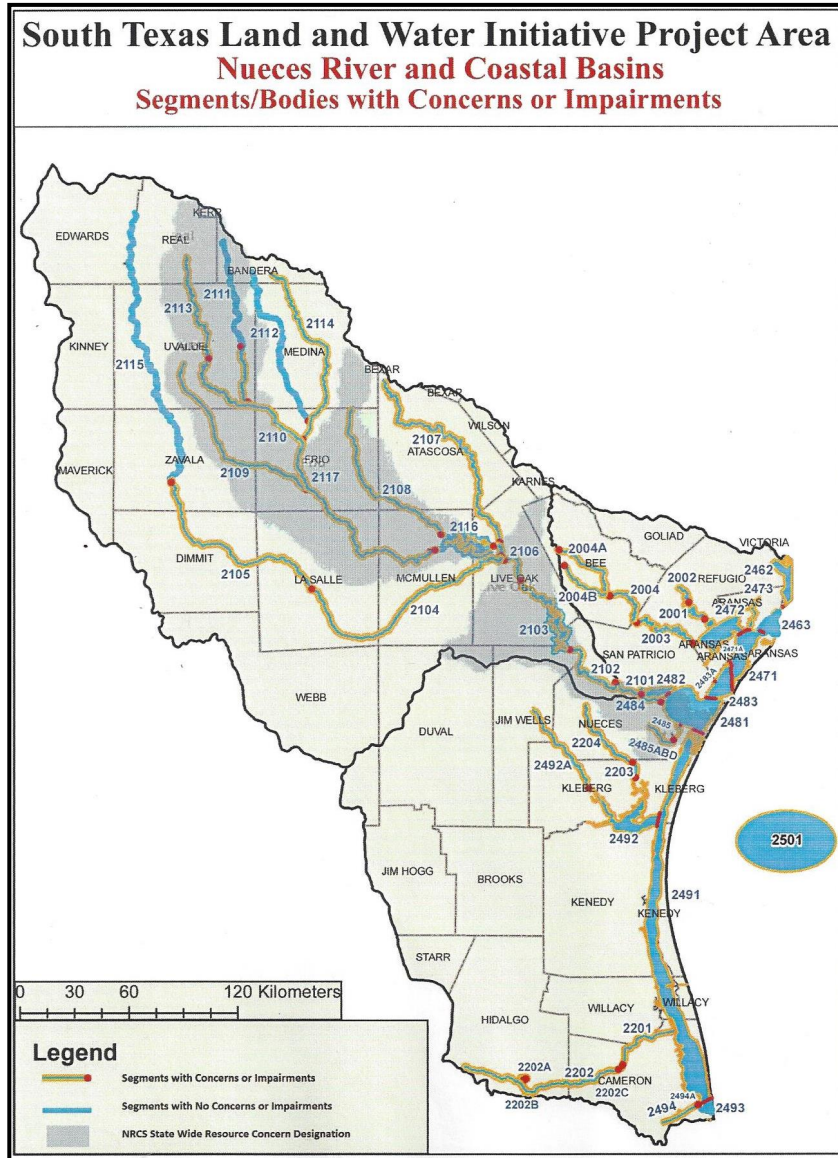 South Texas Land and Water Initiative Project Area
Nueces River and Coastal Basins
Segments/Bodies with Concerns or Impairments
KERR
EDWARDS
REAL
BANDERA
2113
2111
2112
2114
KINNEY
UVALDE
MEDINA
2115
BEXAR
BEXAR
WILSON
2107
ATASCOSA
2110
FRIO
ZAVALA
2109
2117
2108
MAVERICK
KARNES
2116
GOLIAD
VICTORIA
DIMMIT
2105
LA SALLE
MCMULLEN
2106
LIVE OAK
ve Oak
2004A
BEE
2004B
2004
2002
REFUGIO
2462
2473
ARANSAS
2001
2472
2463
2104
2103
2003
ARANSAS
2471A
ARANSAS
ARANSAS
SAN PATRICIO
2102
2101
2482
2483A
2471
2483
2484
2481
WEBB
DUVAL
JIM WELLS
NUECES
2204
2485
2485ABD
2492A
2203
KLEBERG
KLEBERG
2492
2501
JIM HOGG
BROOKS
2491
KENEDY
KENEDY
STARR
0 30 60 120 Kilometers
WILLACY
WILLACY
HIDALGO
2201
2202A
2202
CAMERON
2202B
2202C
2494
2494A
2493
Legend
Segments with Concerns or Impairments
Segments with No Concerns or Impairments
NRCS State Wide Resource Concern Designation